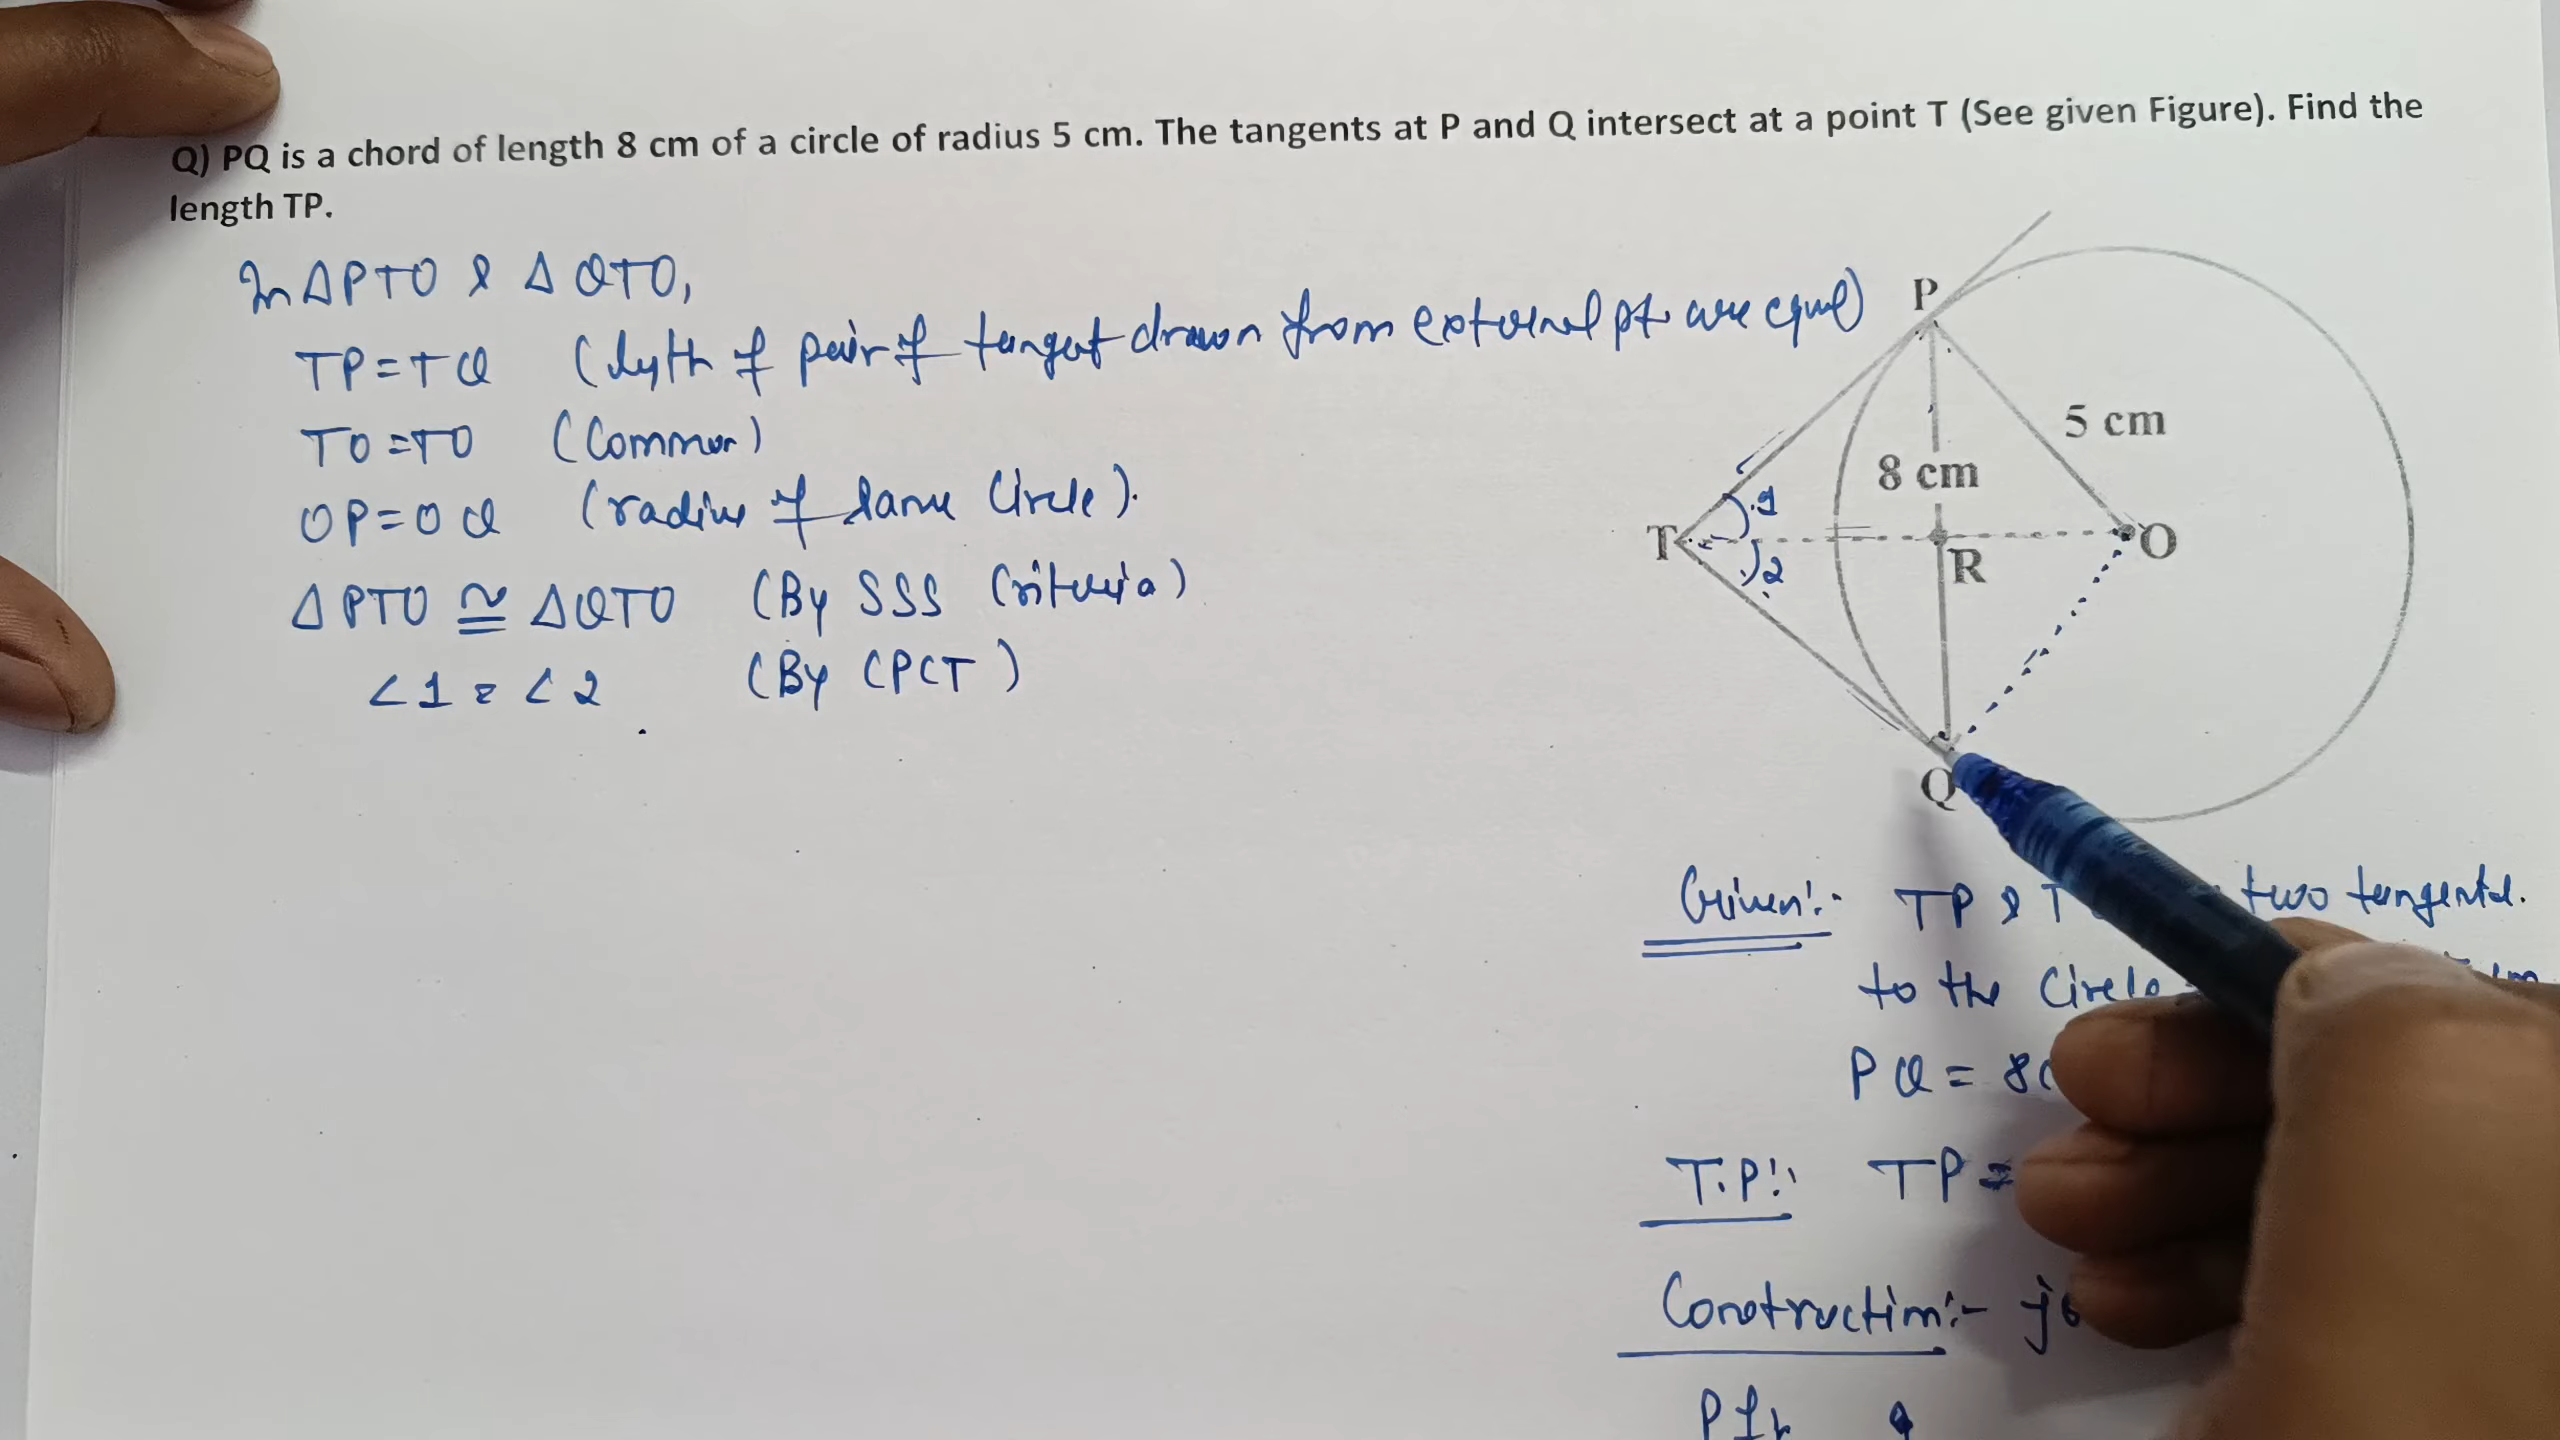 Q) PQ is a chord of length 8 cm of a circle of radius 5 cm. The tangents at P and Q intersect at a point T (See given Figure). Find the
length TP.
In ΔPTO & ΔQTO,
TP = TQ (length of pair of tangent drawn from external pt. are equal)
TO = TO (Common)
OP = OQ (radius of same Circle).
ΔPTO ≅ ΔQTO (By SSS Criteria)
∠1 = ∠2 (By CPCT)
P
5 cm
8 cm
1
T
O
R
2
Q
Given:- TP & T two tangents.
to the Circle
PQ = 8
T.P:- TP =
Construction:- jo